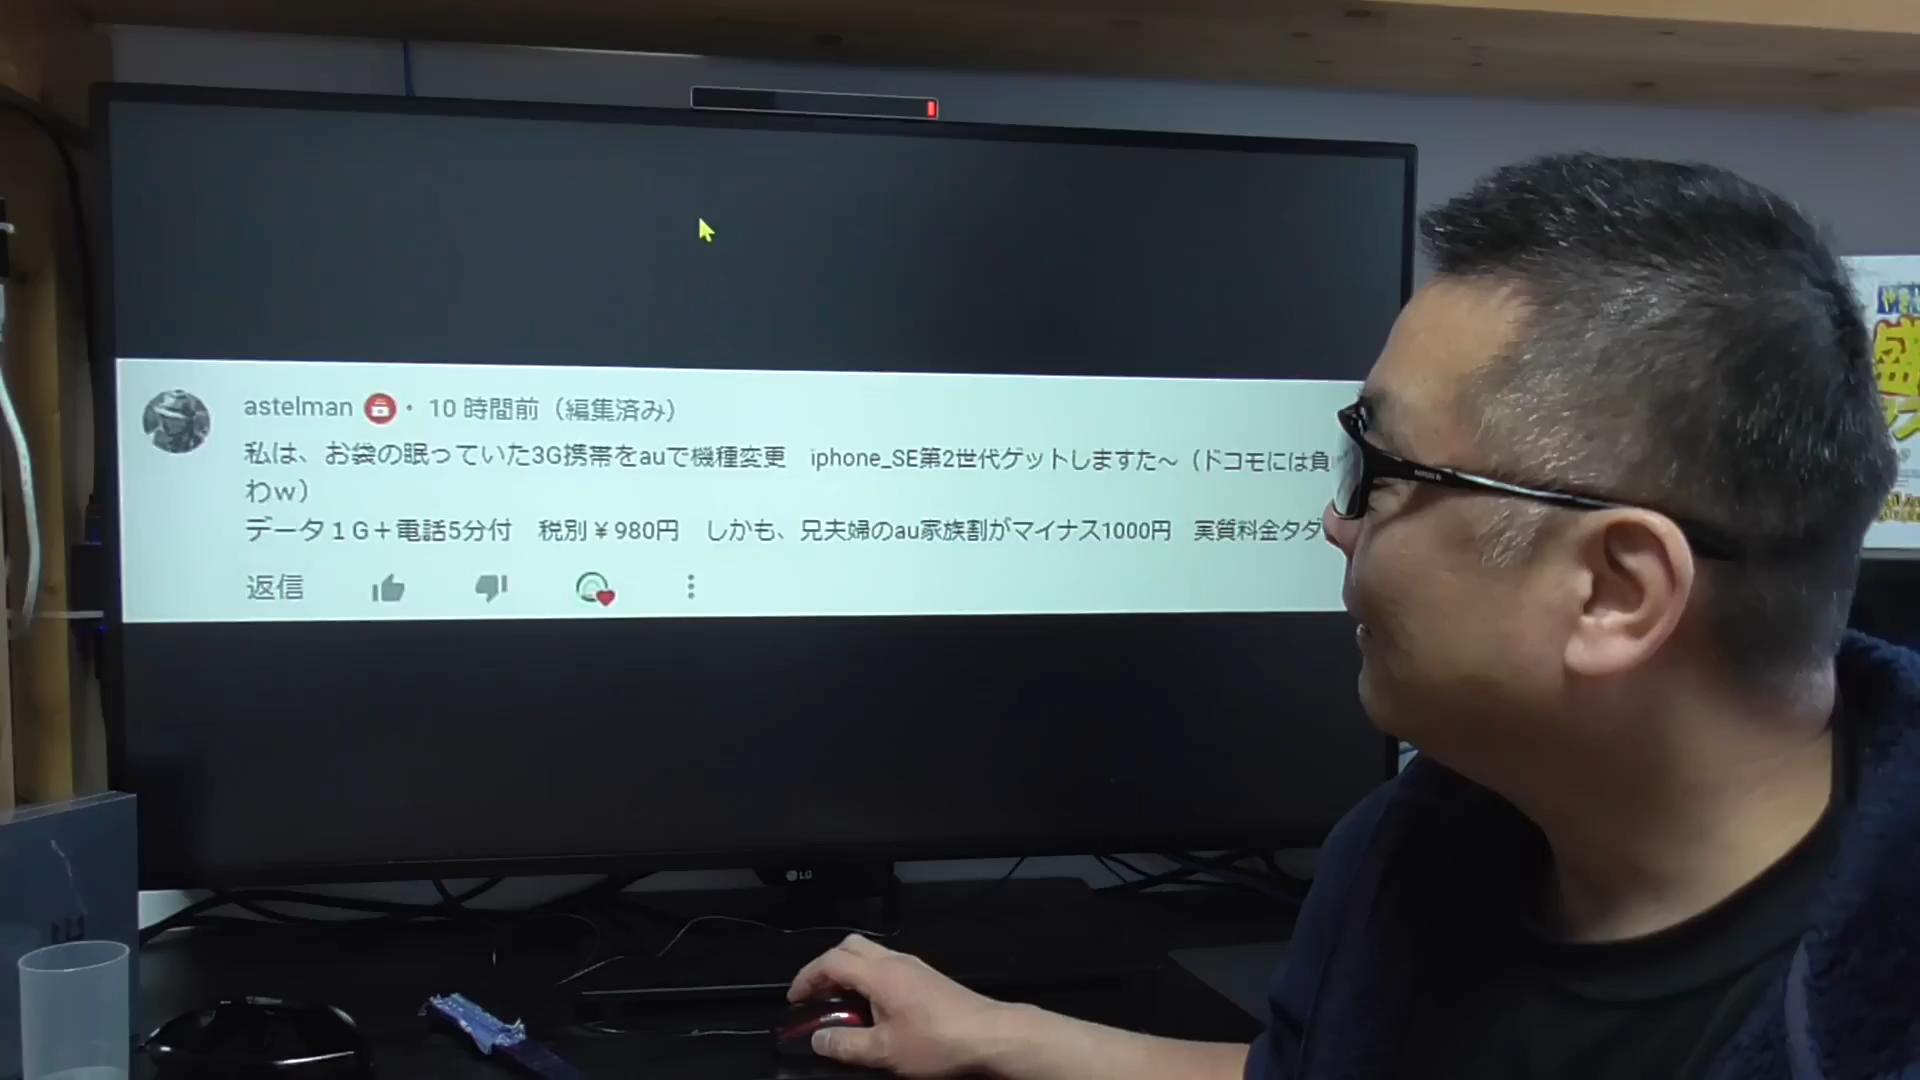 astelman • 10 時間前（編集済み）
私は、お袋の眠っていた3G携帯をauで機種変更　iphone_SE第2世代ゲットしますた〜（ドコモには負
わw）
データ１G＋電話5分付　税別￥980円　しかも、兄夫婦のau家族割がマイナス1000円　実質料金タダ
返信
LG